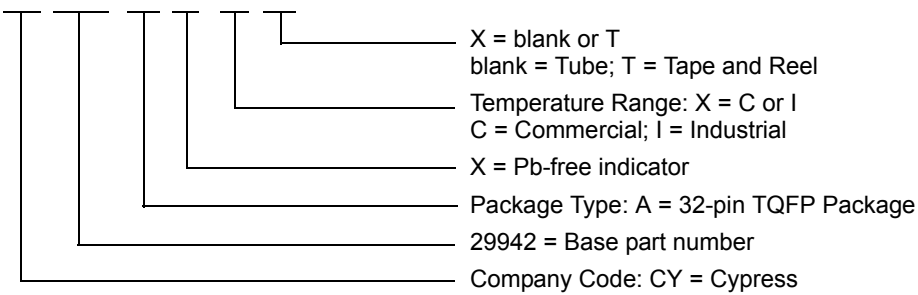 X = blank or T
blank = Tube; T = Tape and Reel
Temperature Range: X = C or I
C = Commercial; I = Industrial
X = Pb-free indicator
Package Type: A = 32-pin TQFP Package
29942 = Base part number
Company Code: CY = Cypress